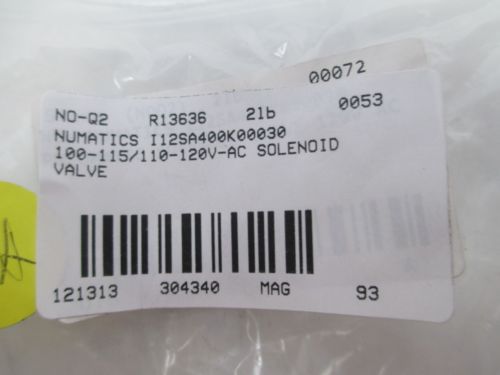 00072
NO-Q2 R13636 21b 0053
NUMATICS I12SA400K00030
100-115/110-120V-AC SOLENOID
VALVE
121313 304340 MAG 93